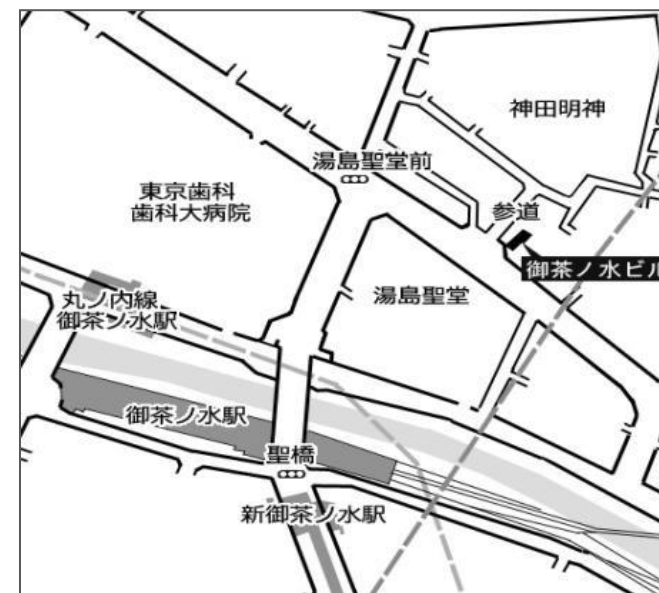 神田明神
湯島聖堂前
東京歯科
歯科大病院
参道
御茶ノ水ビル
丸ノ内線
御茶ノ水駅
湯島聖堂
御茶ノ水駅
聖橋
新御茶ノ水駅